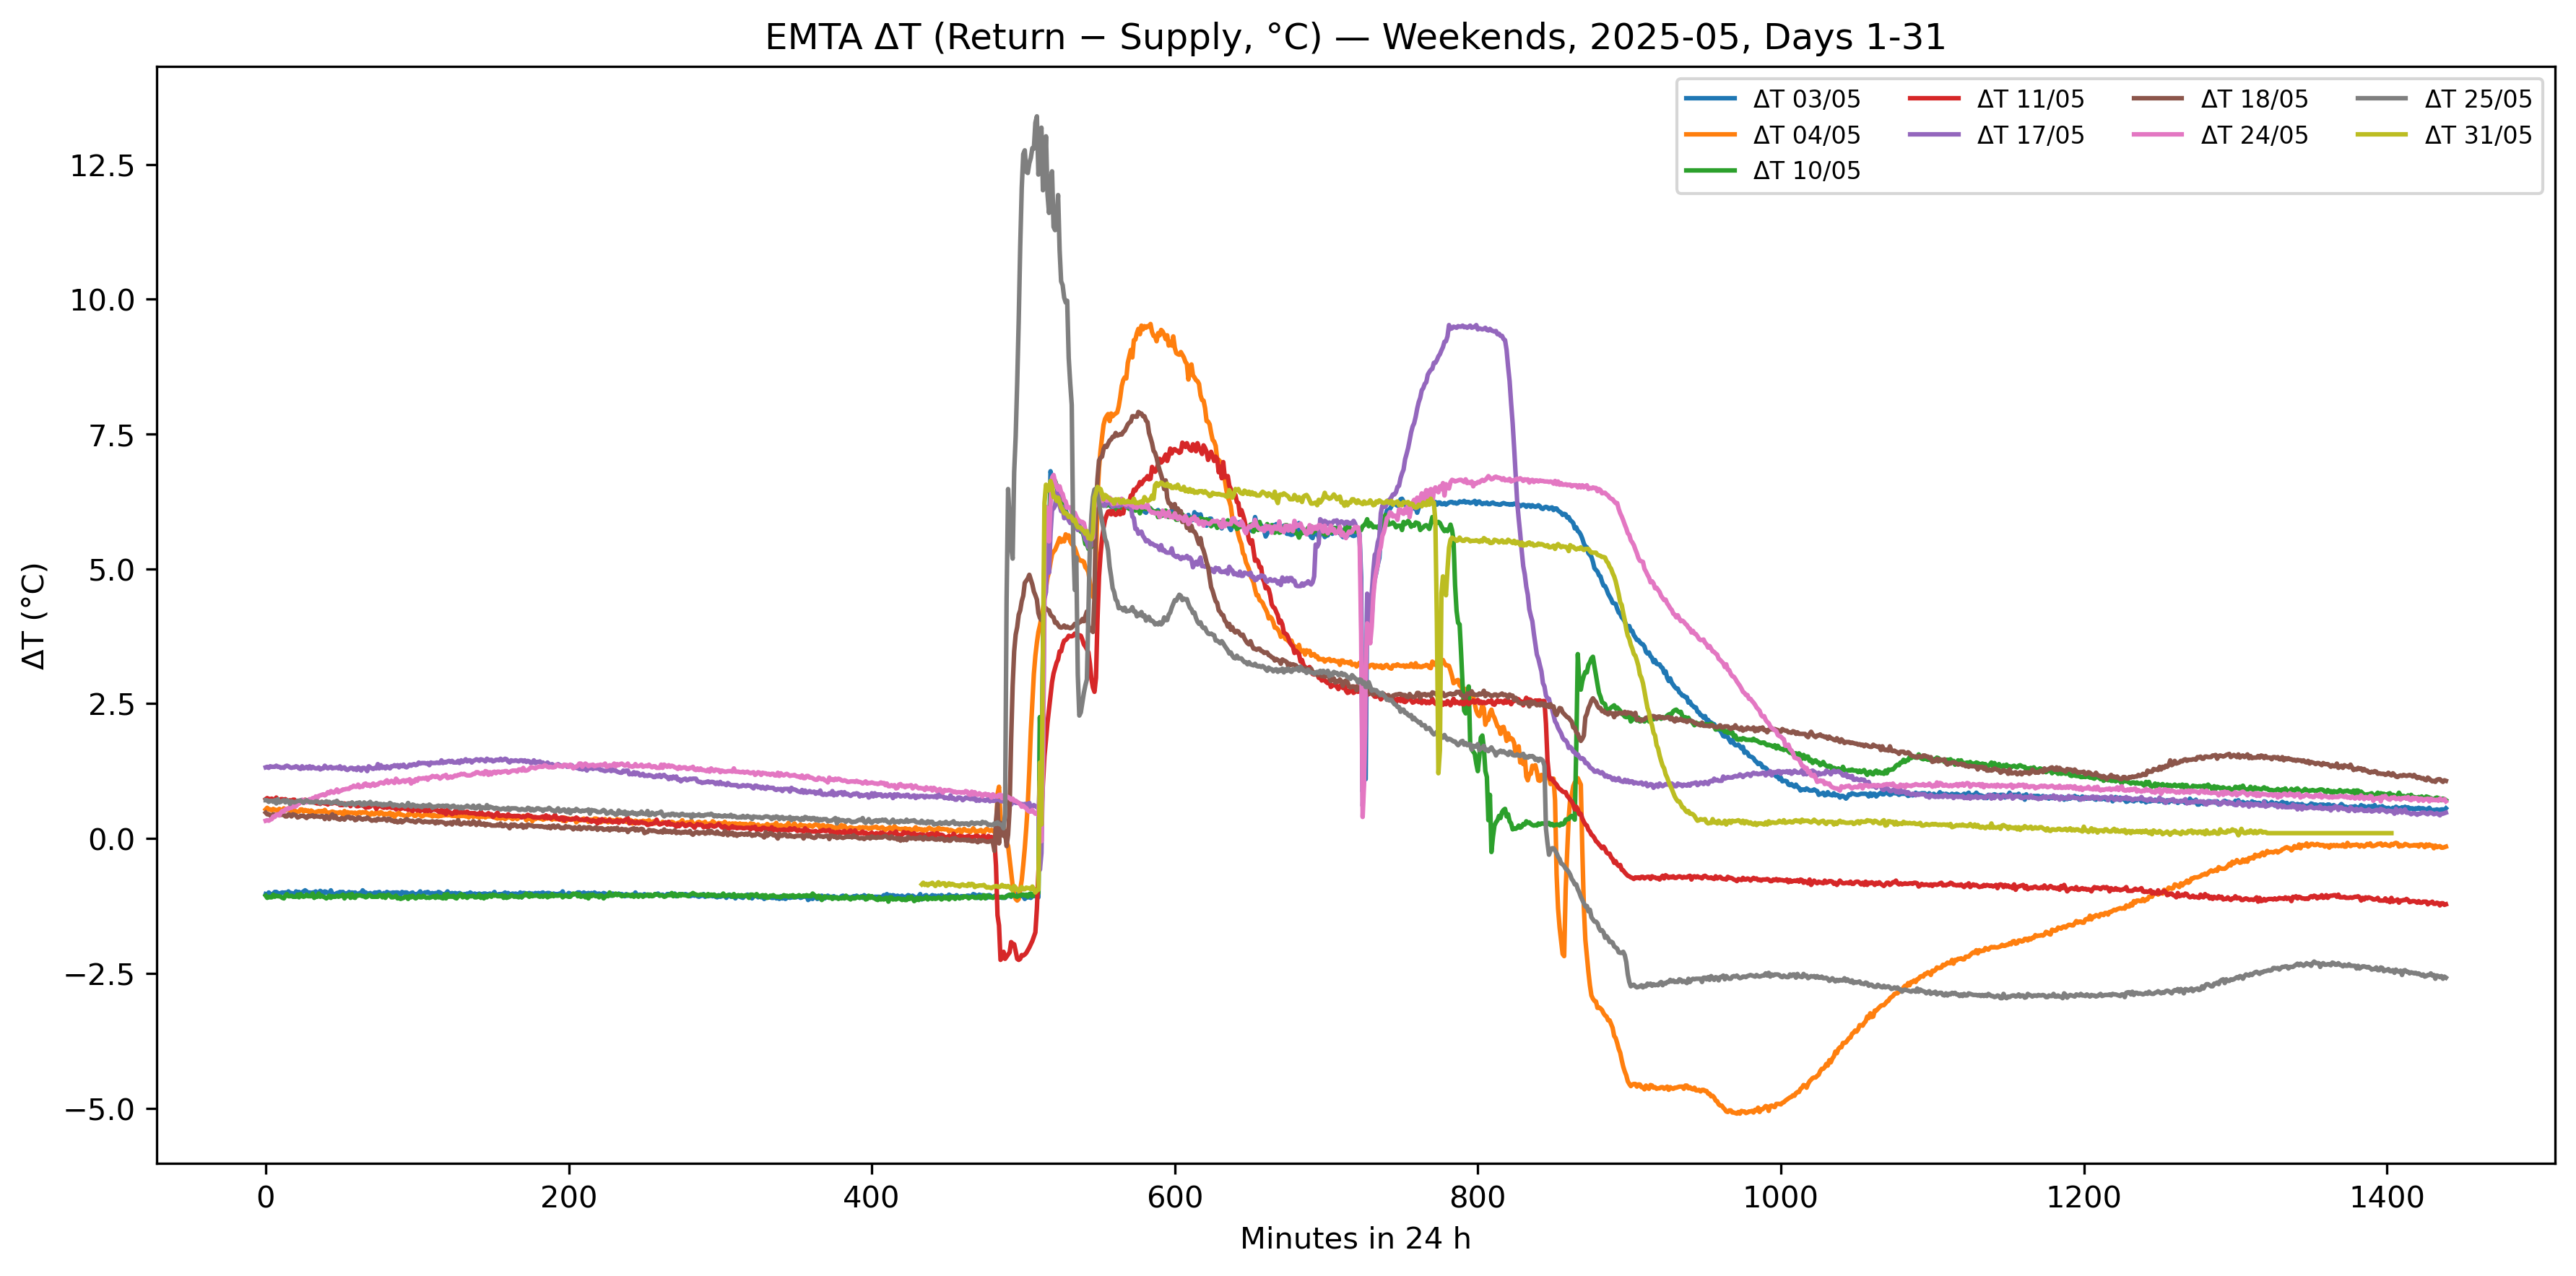 EMTA ΔT (Return − Supply, °C) — Weekends, 2025-05, Days 1-31
ΔT 03/05
ΔT 04/05
ΔT 10/05
ΔT 11/05
ΔT 17/05
ΔT 18/05
ΔT 24/05
ΔT 25/05
ΔT 31/05
ΔT (°C)
12.5
10.0
7.5
5.0
2.5
0.0
−2.5
−5.0
0 200 400 600 800 1000 1200 1400
Minutes in 24 h